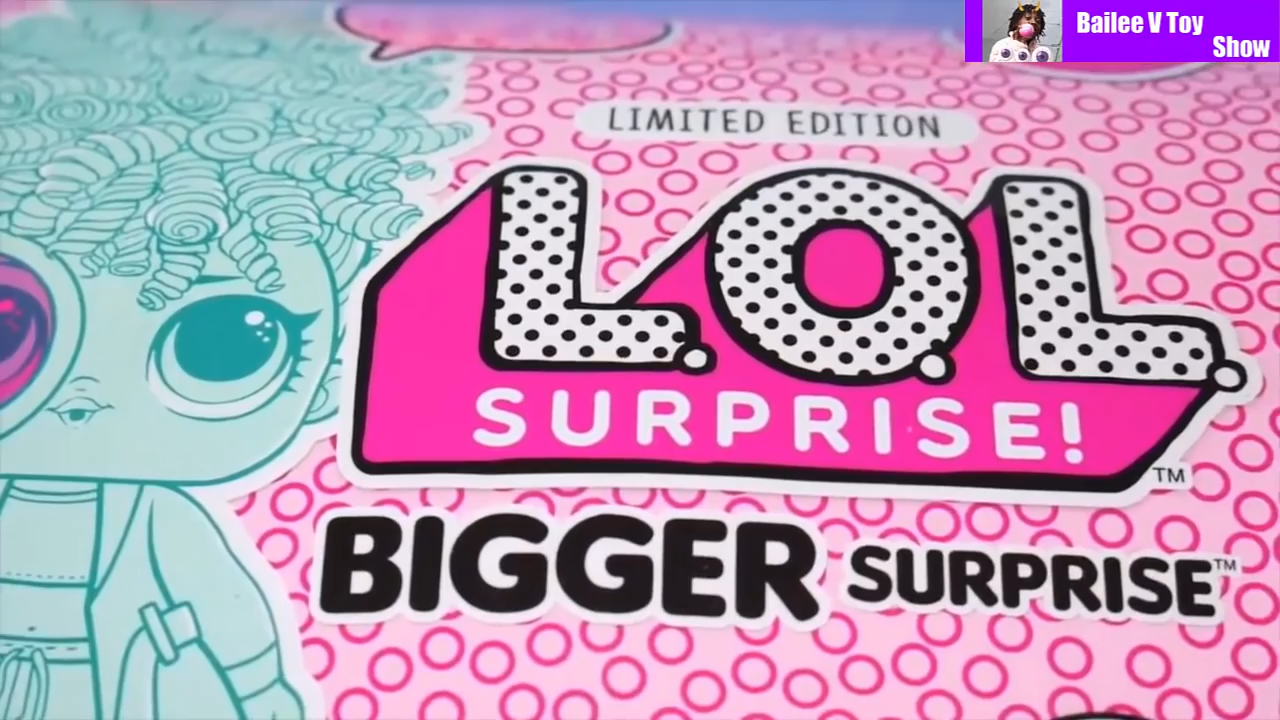 Bailee V Toy
Show
LIMITED EDITION
L.O.L.
SURPRISE!™
BIGGER SURPRISE™